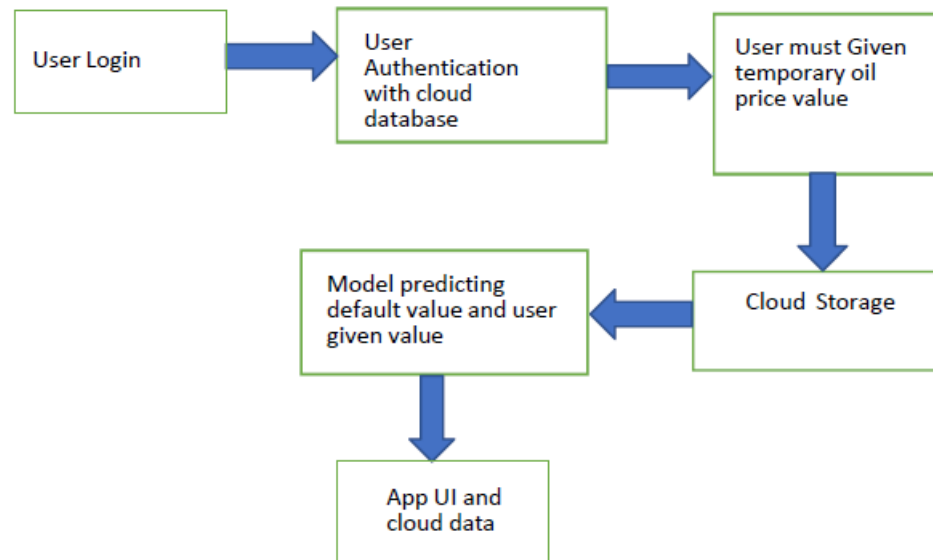 User Login
User
Authentication
with cloud
database
User must Given
temporary oil
price value
Cloud Storage
Model predicting
default value and user
given value
App UI and
cloud data